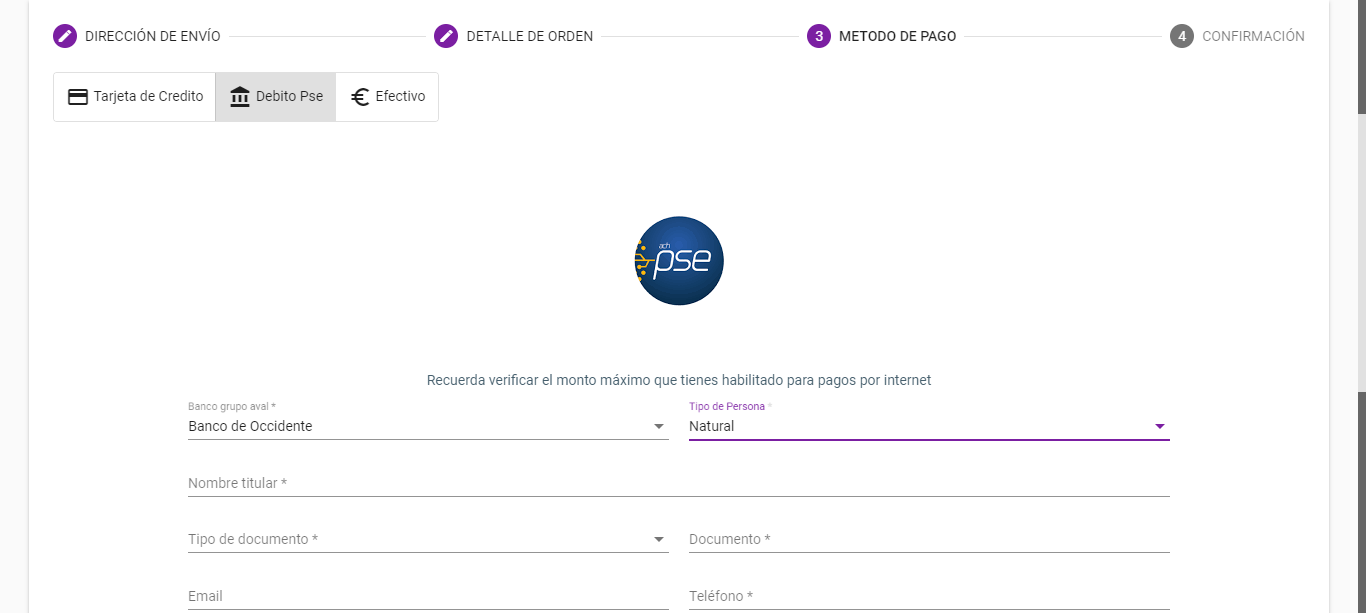 DIRECCIÓN DE ENVÍO
DETALLE DE ORDEN
3 METODO DE PAGO
4 CONFIRMACIÓN
Tarjeta de Credito
Debito Pse
Efectivo
ach
pse
Recuerda verificar el monto máximo que tienes habilitado para pagos por internet
Banco grupo aval *
Tipo de Persona *
Banco de Occidente
Natural
Nombre titular *
Tipo de documento *
Documento *
Email
Teléfono *